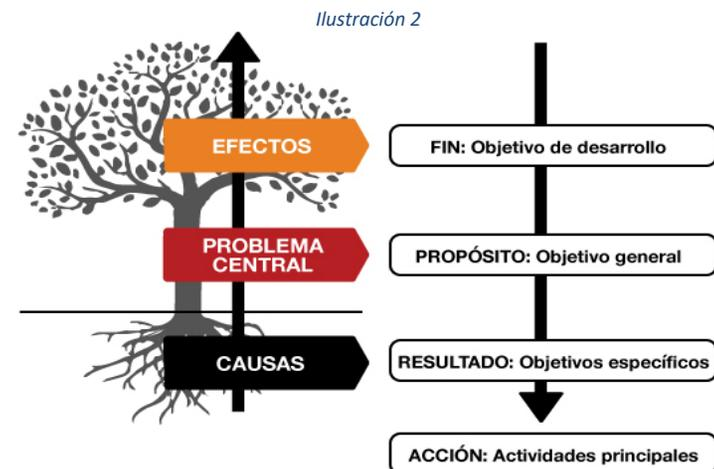 Ilustración 2
EFECTOS
FIN: Objetivo de desarrollo
PROBLEMA
CENTRAL
PROPÓSITO: Objetivo general
CAUSAS
RESULTADO: Objetivos específicos
ACCIÓN: Actividades principales